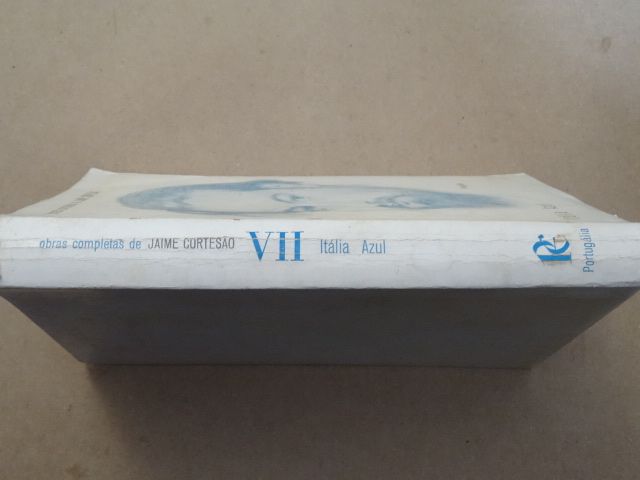 obras completas de JAIME CORTESÃO VII Itália Azul
Portugália